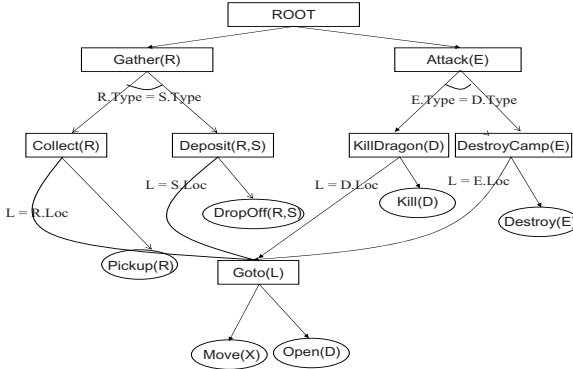 ROOT
Gather(R)
Attack(E)
R.Type = S.Type
E.Type = D.Type
Collect(R)
Deposit(R,S)
KillDragon(D)
DestroyCamp(E)
L = R.Loc
L = S.Loc
L = D.Loc
L = E.Loc
DropOff(R,S)
Kill(D)
Destroy(E
Pickup(R)
Goto(L)
Move(X)
Open(D)